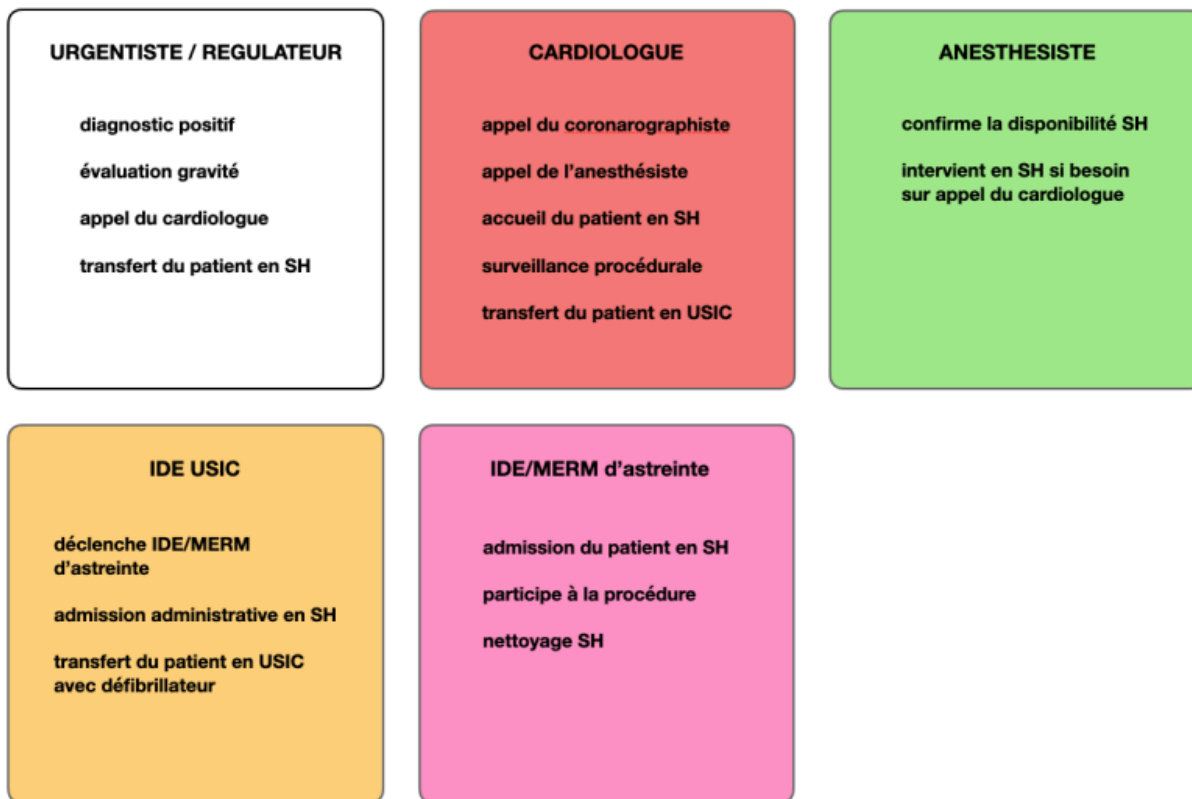 URGENTISTE / REGULATEUR
diagnostic positif
évaluation gravité
appel du cardiologue
transfert du patient en SH
CARDIOLOGUE
appel du coronarographiste
appel de l'anesthésiste
accueil du patient en SH
surveillance procédurale
transfert du patient en USIC
ANESTHESISTE
confirme la disponibilité SH
intervient en SH si besoin
sur appel du cardiologue
IDE USIC
déclenche IDE/MERM
d'astreinte
admission administrative en SH
transfert du patient en USIC
avec défibrillateur
IDE/MERM d'astreinte
admission du patient en SH
participe à la procédure
nettoyage SH